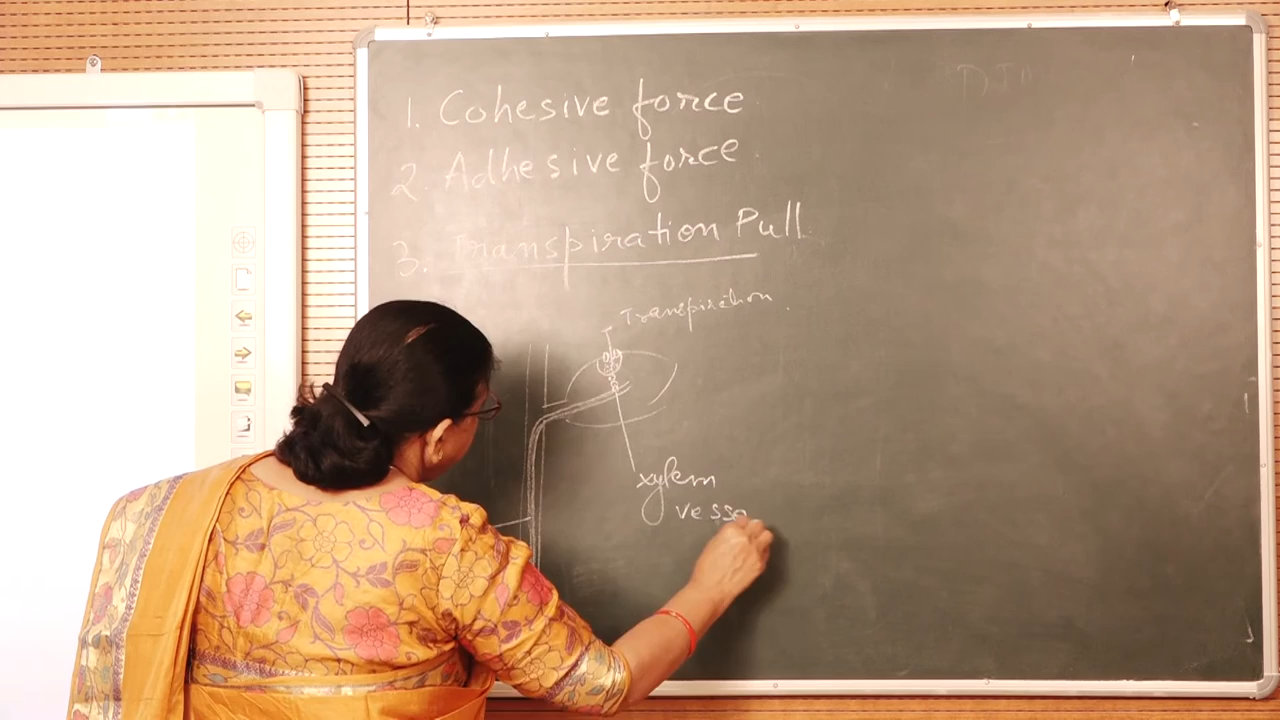 1. Cohesive force
2. Adhesive force
3. Transpiration Pull
Transpiration
xylem
vesse